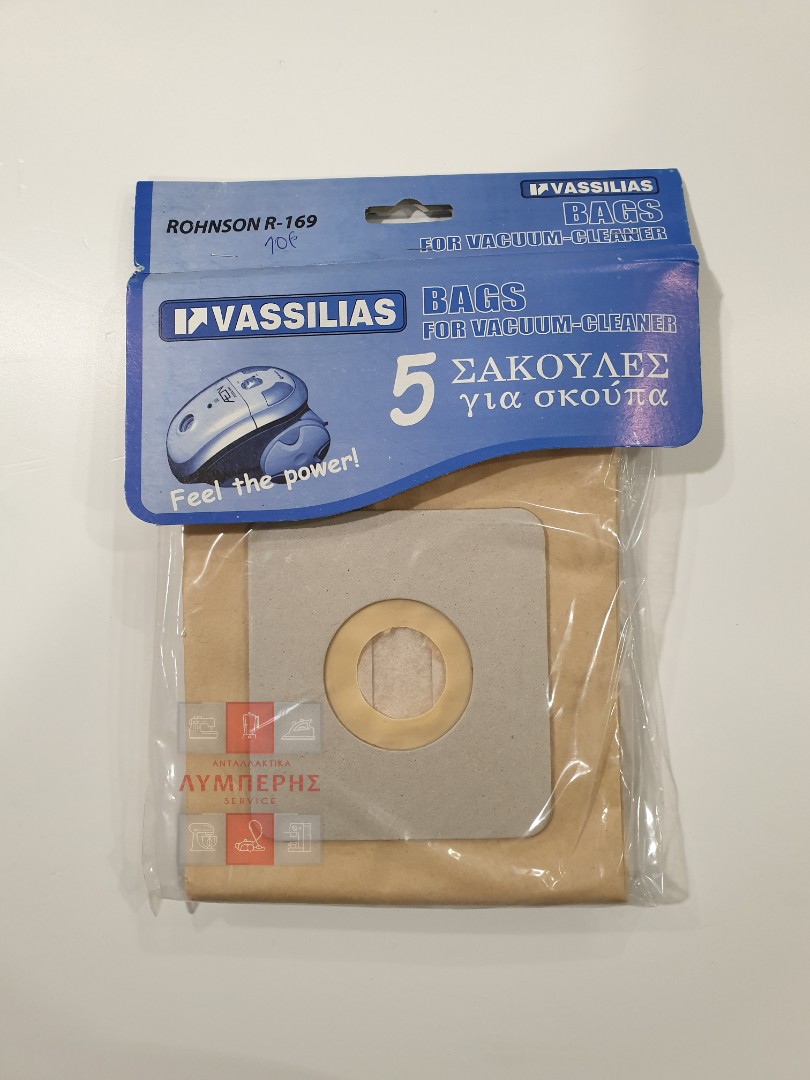 VASSILIAS
BAGS
FOR VACUUM-CLEANER
ROHNSON R-169
106
VASSILIAS
BAGS
FOR VACUUM-CLEANER
5 ΣΑΚΟΥΛΕΣ
για σκούπα
Feel the power!
ΑΝΤΑΛΛΑΚΤΙΚΑ
ΛΥΜΠΕΡΗΣ
SERVICE